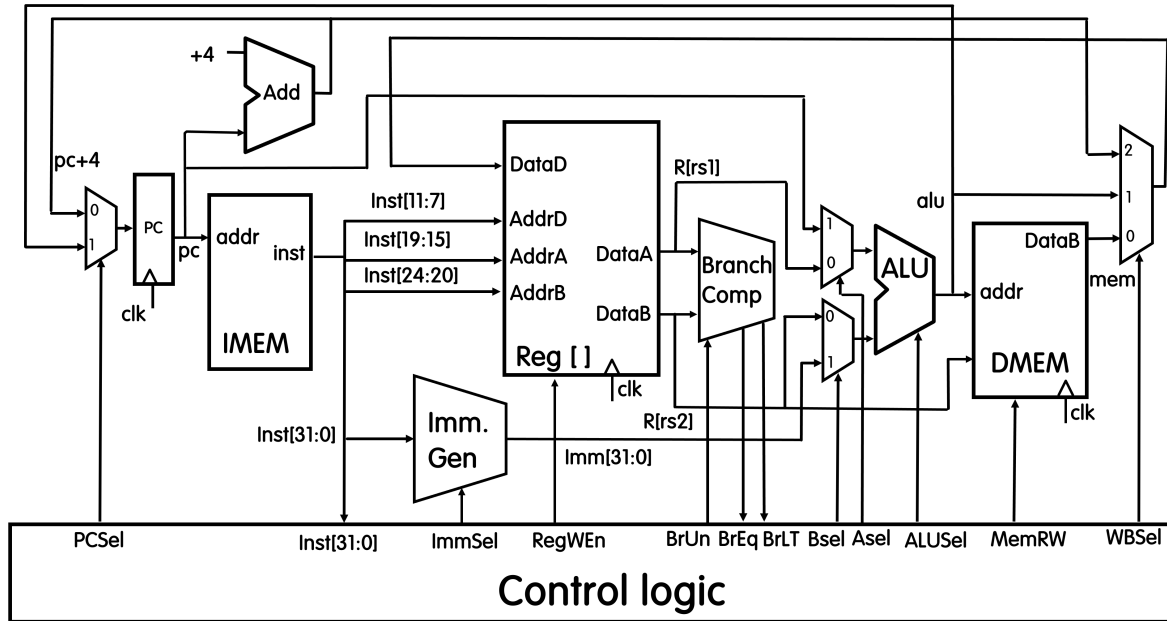 +4
Add
pc+4
0
1
PC
clk
pc
addr
inst
IMEM
Inst[11:7]
Inst[19:15]
Inst[24:20]
DataD
AddrD
AddrA
AddrB
DataA
DataB
Reg [ ]
clk
R[rs1]
Branch
Comp
1
0
0
1
ALU
alu
addr
DataB
DMEM
clk
mem
2
1
0
R[rs2]
Inst[31:0]
Imm.
Gen
Imm[31:0]
PCSel
Inst[31:0]
ImmSel
RegWEn
BrUn
BrEq
BrLT
Bsel
Asel
ALUSel
MemRW
WBSel
Control logic